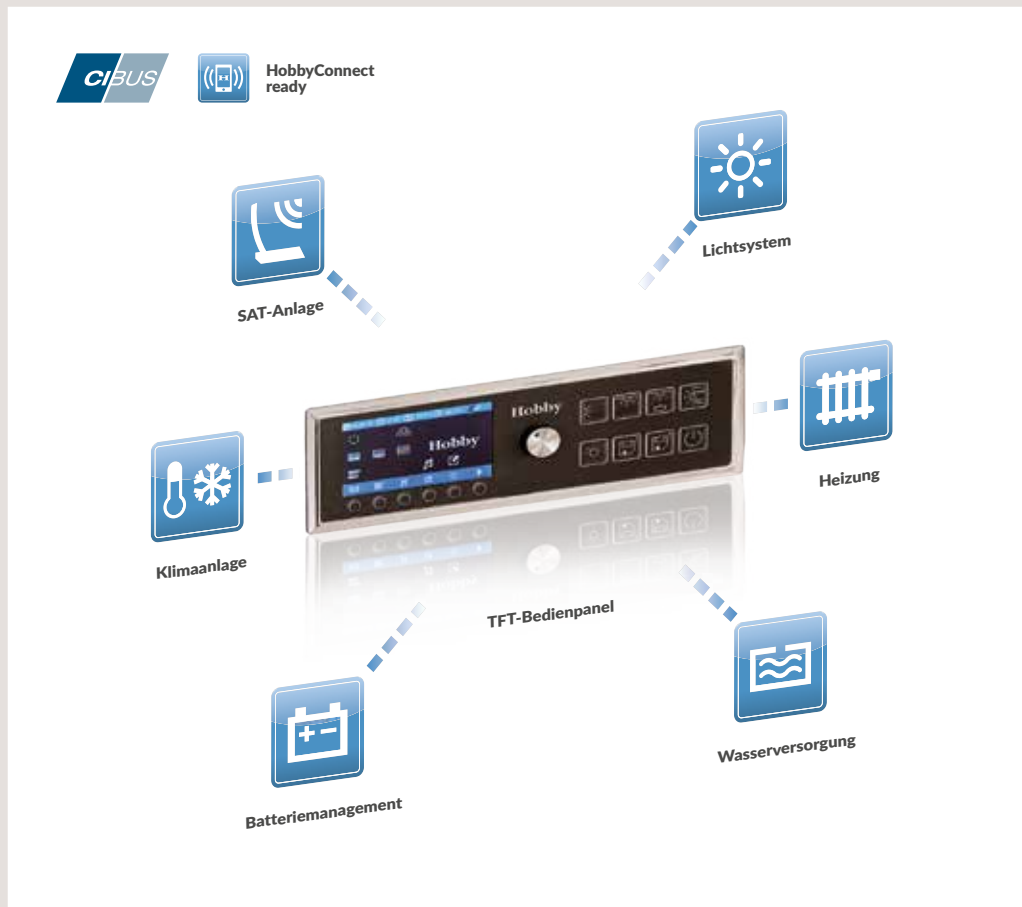 CIBUS
HobbyConnect
ready
Lichtsystem
SAT-Anlage
Hobby
Hobby
Heizung
Klimaanlage
TFT-Bedienpanel
Wasserversorgung
Batteriemanagement